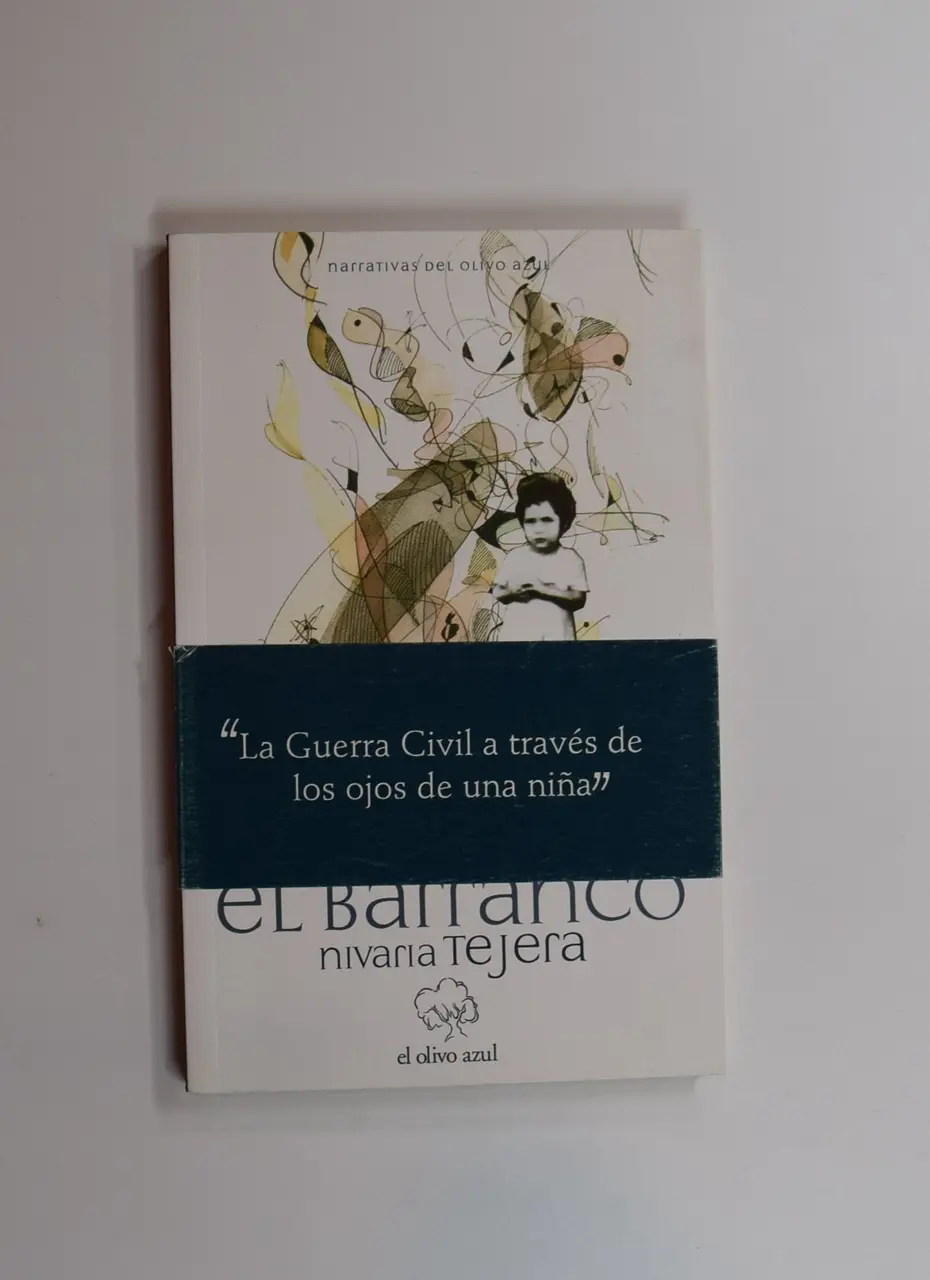 narrativas del olivo azul
“La Guerra Civil a través de
los ojos de una niña”
el Barranco
nivaria Tejera
el olivo azul